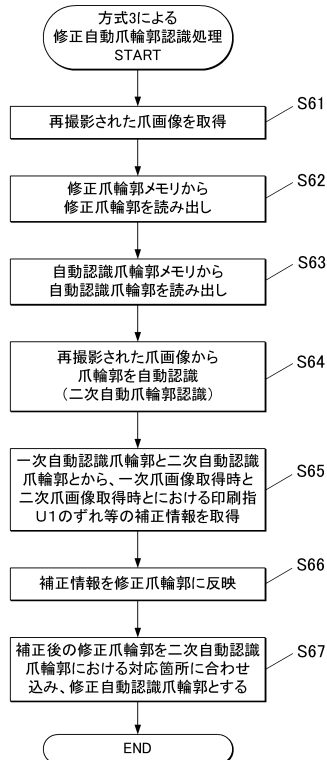 方式3による
修正自動爪輪郭認識処理
START
S61
再撮影された爪画像を取得
S62
修正爪輪郭メモリから
修正爪輪郭を読み出し
S63
自動認識爪輪郭メモリから
自動認識爪輪郭を読み出し
S64
再撮影された爪画像から
爪輪郭を自動認識
(二次自動爪輪郭認識)
S65
一次自動認識爪輪郭と二次自動認識
爪輪郭とから、一次爪画像取得時と
二次爪画像取得時とにおける印刷指
U1のずれ等の補正情報を取得
S66
補正情報を修正爪輪郭に反映
S67
補正後の修正爪輪郭を二次自動認識
爪輪郭における対応箇所に合わせ
込み、修正自動認識爪輪郭とする
END